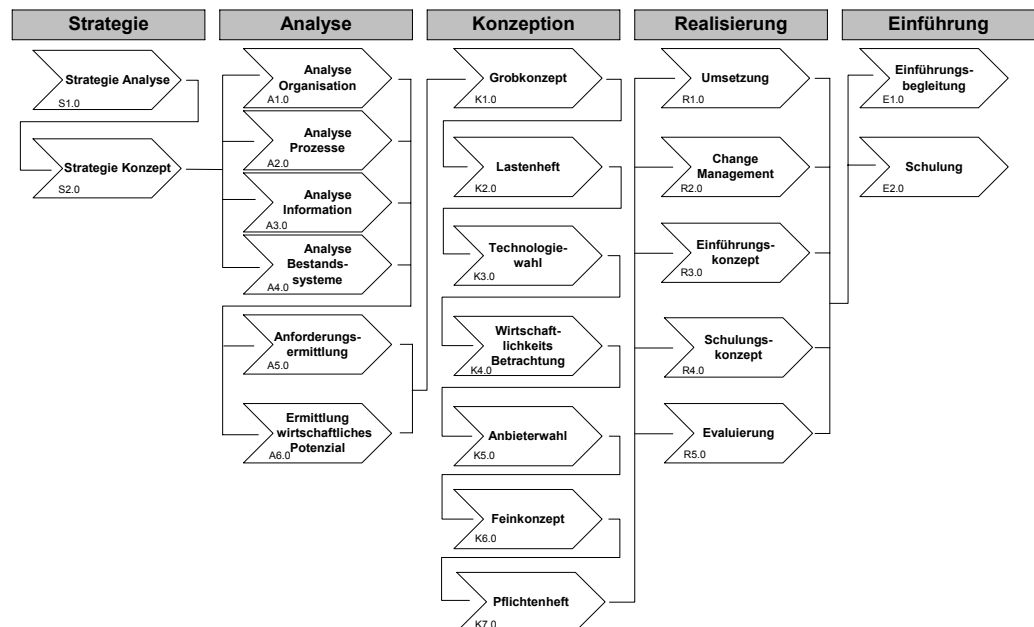 Strategie
Analyse
Konzeption
Realisierung
Einführung
Strategie Analyse
S1.0
Strategie Konzept
S2.0
Analyse
Organisation
A1.0
Analyse
Prozesse
A2.0
Analyse
Information
A3.0
Analyse
Bestands-
systeme
A4.0
Anforderungs-
ermittlung
A5.0
Ermittlung
wirtschaftliches
Potenzial
A6.0
Grobkonzept
K1.0
Lastenheft
K2.0
Technologie-
wahl
K3.0
Wirtschaft-
lichkeits
Betrachtung
K4.0
Anbieterwahl
K5.0
Feinkonzept
K6.0
Pflichtenheft
K7.0
Umsetzung
R1.0
Change
Management
R2.0
Einführungs-
konzept
R3.0
Schulungs-
konzept
R4.0
Evaluierung
R5.0
Einführungs-
begleitung
E1.0
Schulung
E2.0